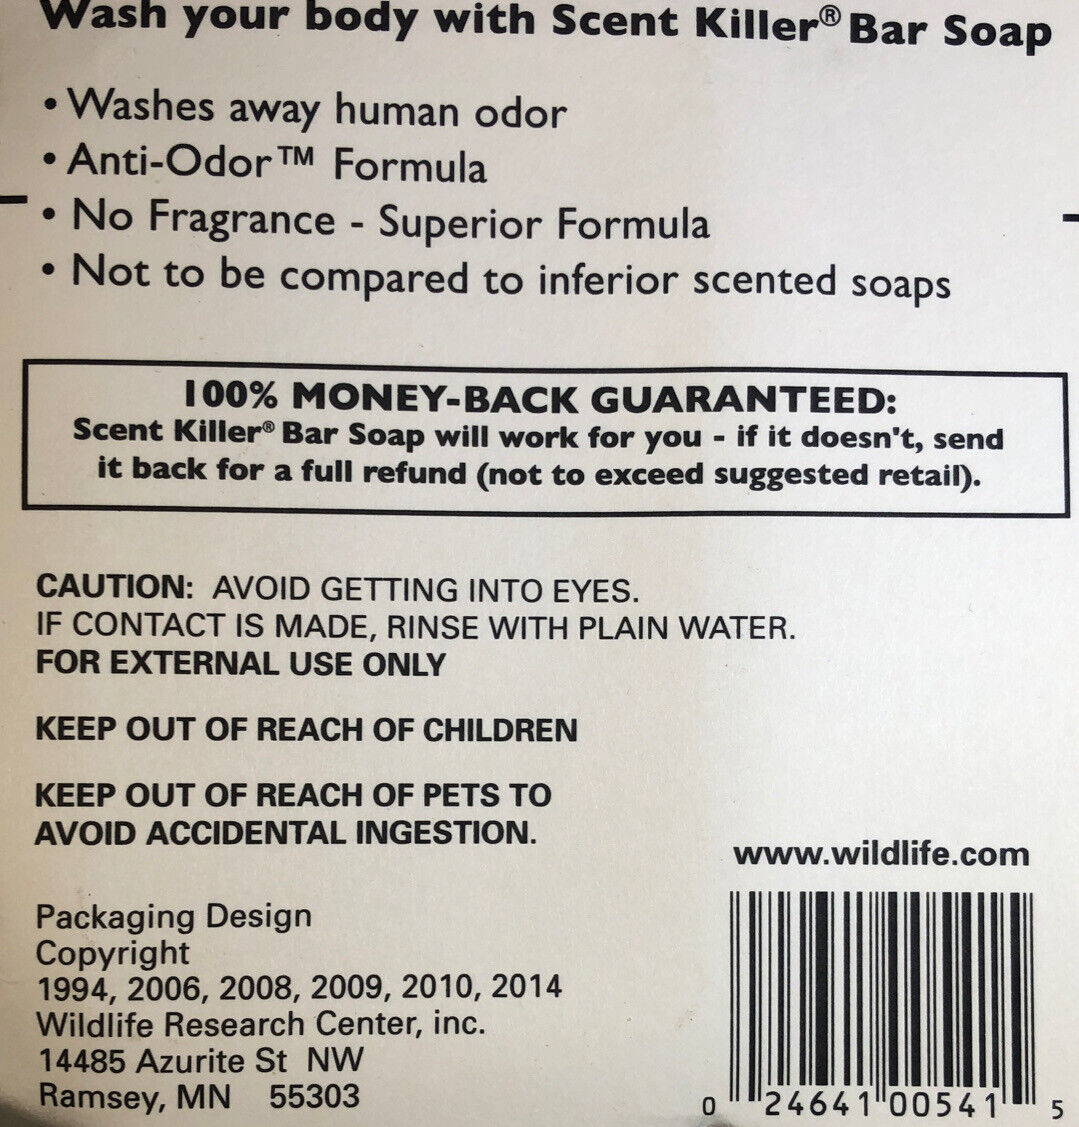 Wash your body with Scent Killer® Bar Soap
• Washes away human odor
• Anti-Odor™ Formula
• No Fragrance - Superior Formula
• Not to be compared to inferior scented soaps
100% MONEY-BACK GUARANTEED:
Scent Killer® Bar Soap will work for you - if it doesn't, send
it back for a full refund (not to exceed suggested retail).
CAUTION: AVOID GETTING INTO EYES.
IF CONTACT IS MADE, RINSE WITH PLAIN WATER.
FOR EXTERNAL USE ONLY
KEEP OUT OF REACH OF CHILDREN
KEEP OUT OF REACH OF PETS TO
AVOID ACCIDENTAL INGESTION.
www.wildlife.com
Packaging Design
Copyright
1994, 2006, 2008, 2009, 2010, 2014
Wildlife Research Center, inc.
14485 Azurite St NW
Ramsey, MN 55303
0 24641 00541 5